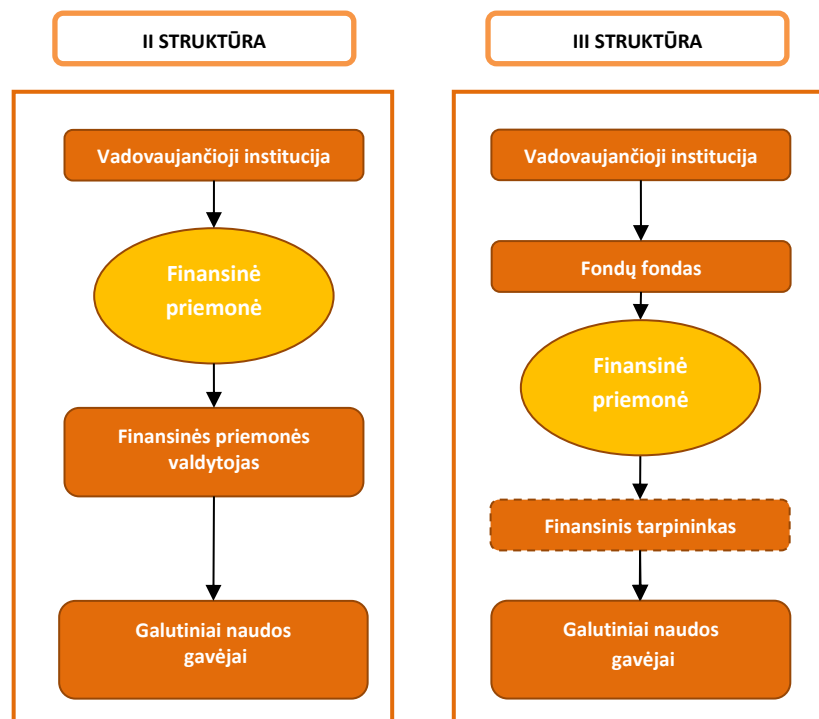 II STRUKTŪRA
Vadovaujančioji institucija
Finansinė
priemonė
Finansinės priemonės
valdytojas
Galutiniai naudos
gavėjai
III STRUKTŪRA
Vadovaujančioji institucija
Fondų fondas
Finansinė
priemonė
Finansinis tarpininkas
Galutiniai naudos
gavėjai